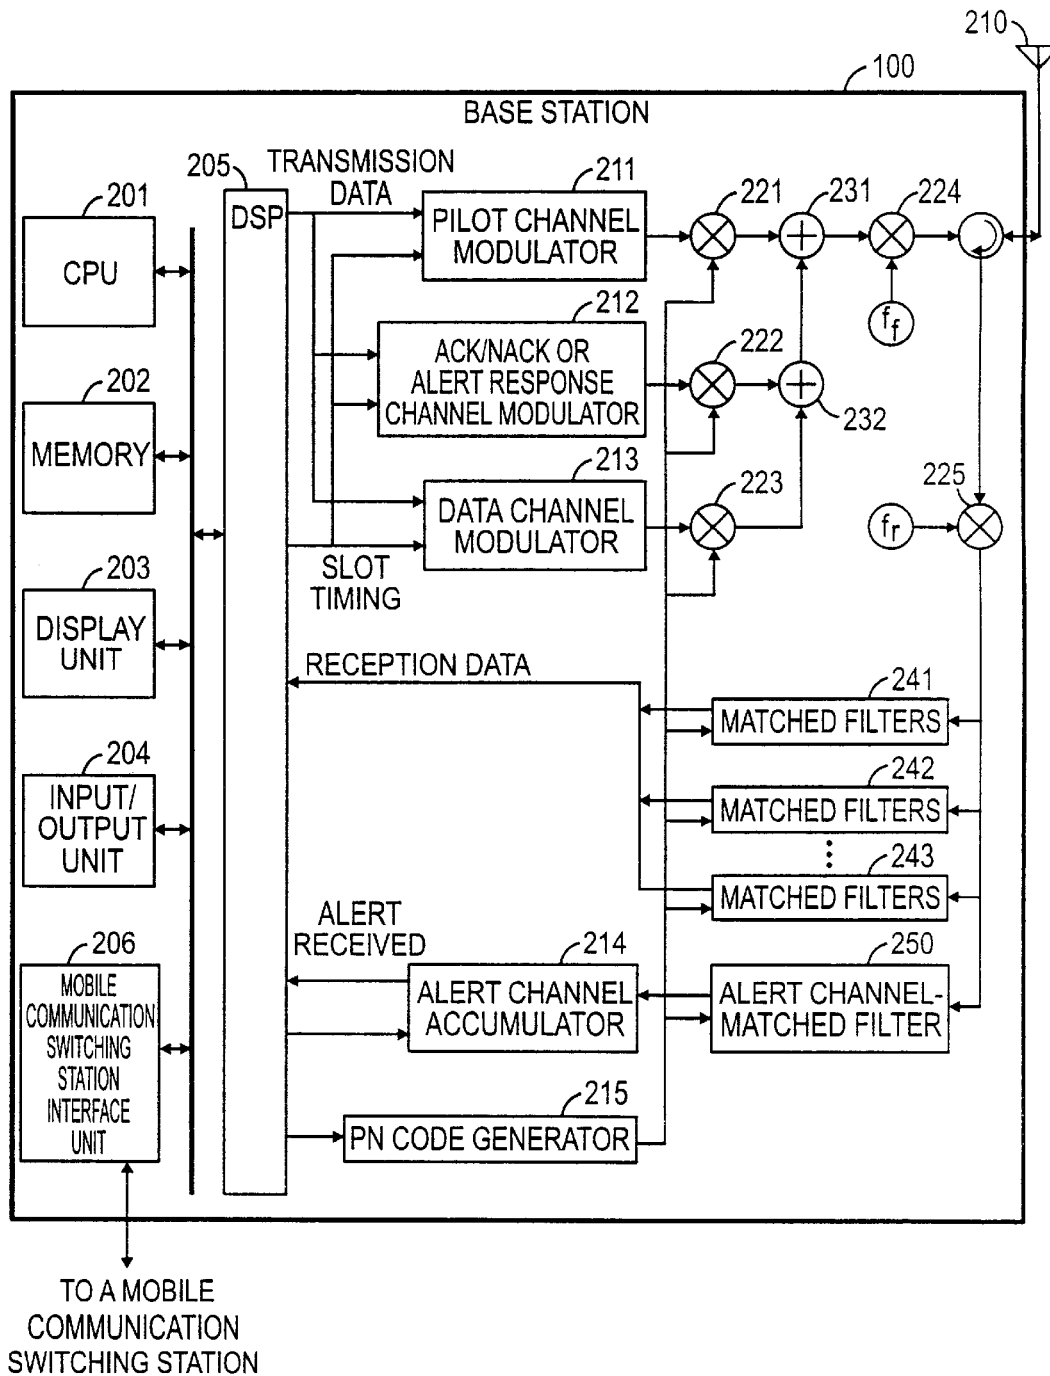 210
100
BASE STATION
205
TRANSMISSION
DATA
201
CPU
DSP
211
PILOT CHANNEL
MODULATOR
221
231
224
f_f
212
ACK/NACK OR
ALERT RESPONSE
CHANNEL MODULATOR
222
232
202
MEMORY
213
DATA CHANNEL
MODULATOR
223
225
f_r
SLOT
TIMING
203
DISPLAY
UNIT
RECEPTION DATA
241
MATCHED FILTERS
204
INPUT/
OUTPUT
UNIT
242
MATCHED FILTERS
243
MATCHED FILTERS
ALERT
RECEIVED
206
MOBILE
COMMUNICATION
SWITCHING
STATION
INTERFACE
UNIT
214
ALERT CHANNEL
ACCUMULATOR
250
ALERT CHANNEL-
MATCHED FILTER
215
PN CODE GENERATOR
TO A MOBILE
COMMUNICATION
SWITCHING STATION